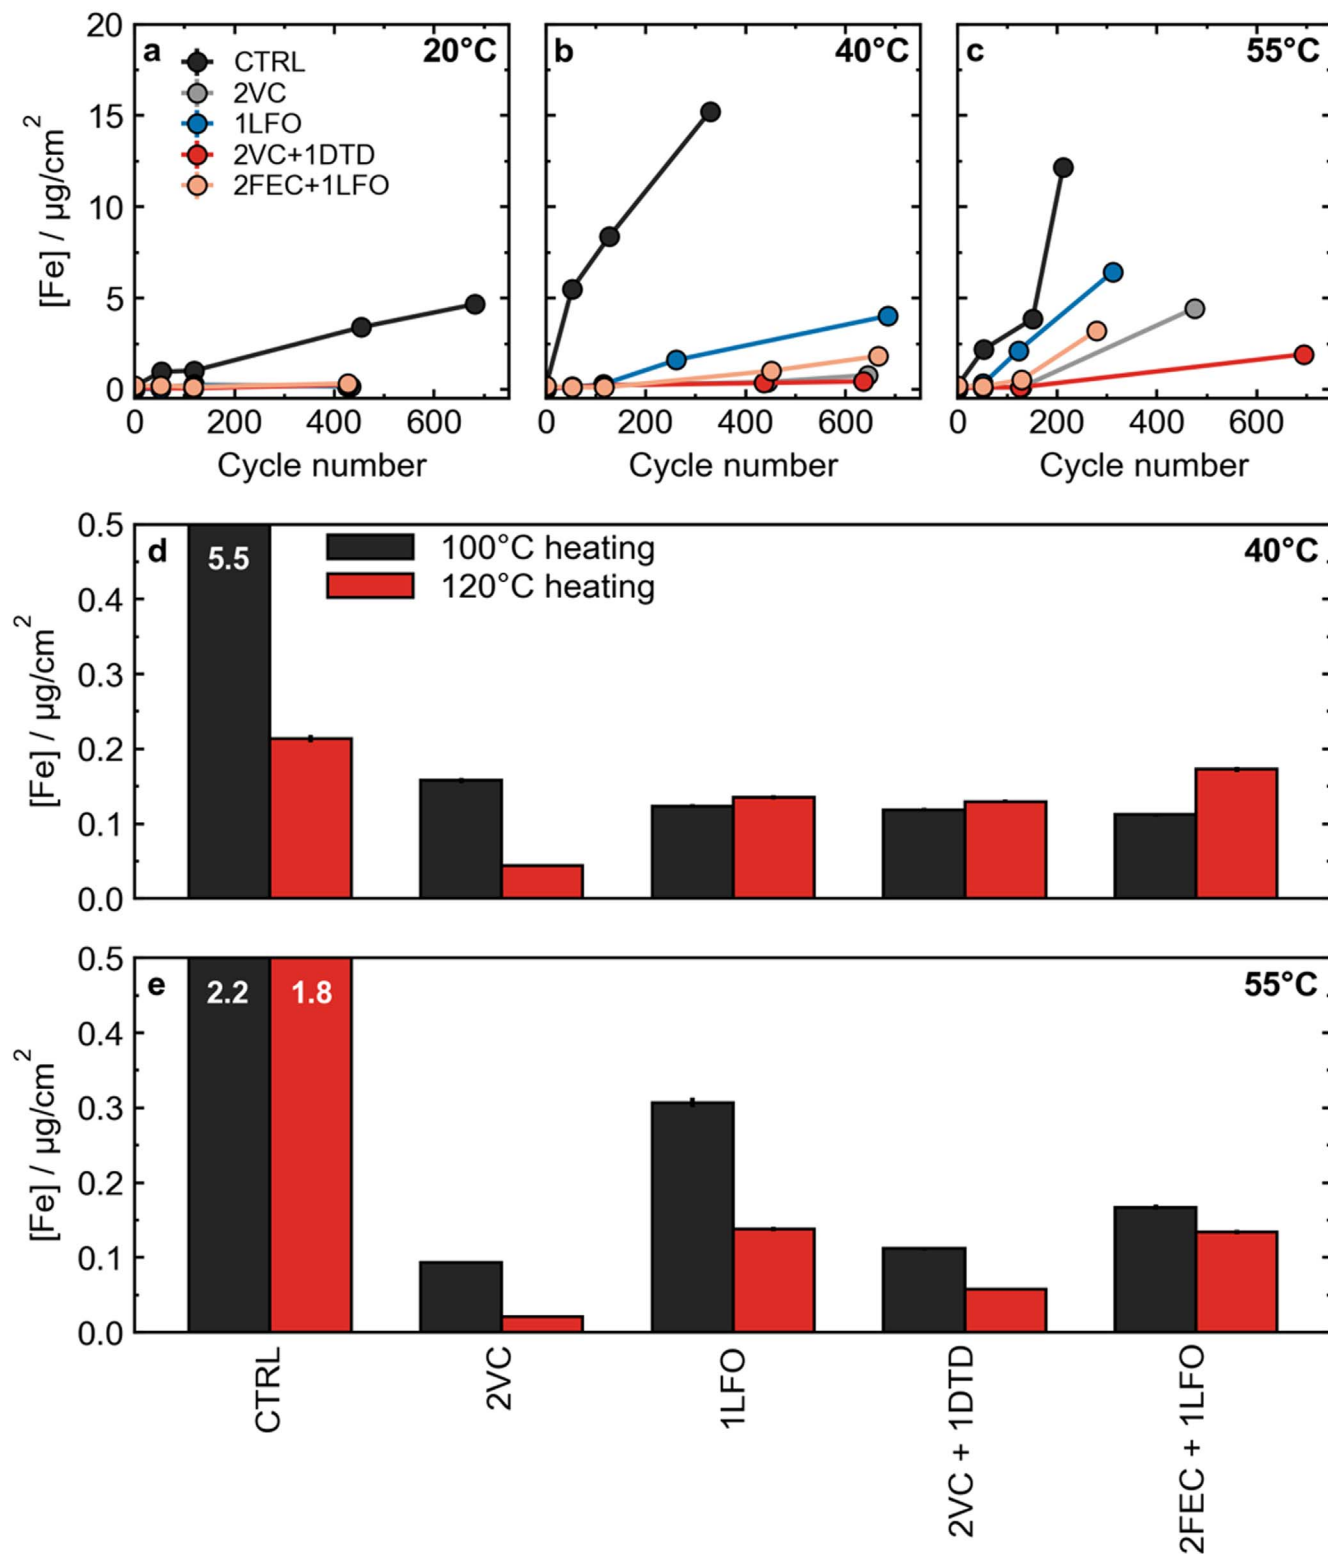 a
20°C
CTRL
2VC
1LFO
2VC+1DTD
2FEC+1LFO
[Fe] / µg/cm²
20
15
10
5
0
0 200 400 600
Cycle number
b
40°C
0 200 400 600
Cycle number
c
55°C
0 200 400 600
Cycle number
d
40°C
100°C heating
120°C heating
5.5
[Fe] / µg/cm²
0.5
0.4
0.3
0.2
0.1
0.0
e
55°C
2.2 1.8
[Fe] / µg/cm²
0.5
0.4
0.3
0.2
0.1
0.0
CTRL
2VC
1LFO
2VC + 1DTD
2FEC + 1LFO